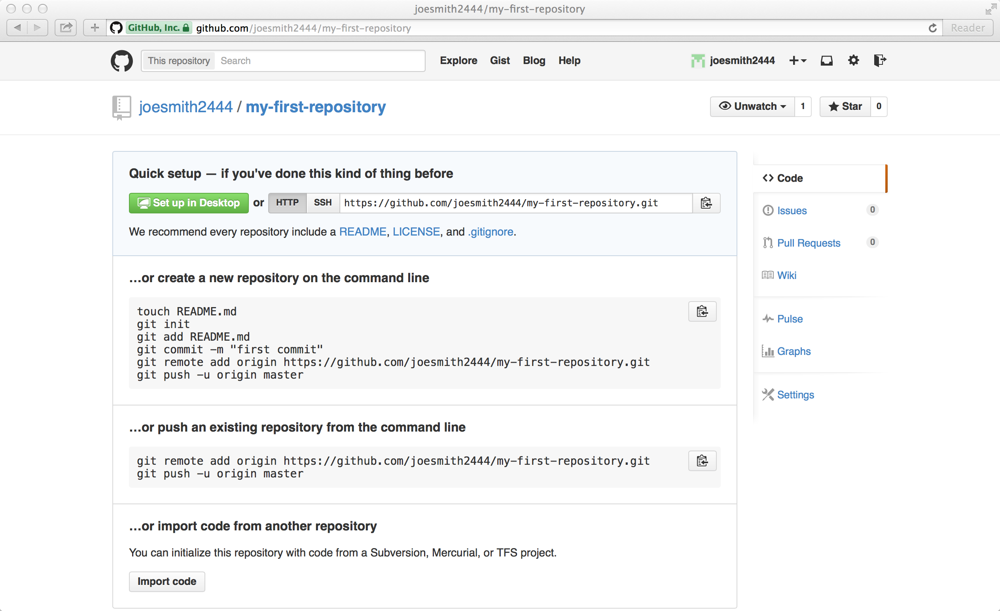 joesmith2444/my-first-repository
GitHub, Inc. github.com/joesmith2444/my-first-repository Reader
This repository Search Explore Gist Blog Help joesmith2444
joesmith2444 / my-first-repository Unwatch 1 Star 0
Quick setup — if you've done this kind of thing before
Set up in Desktop or HTTP SSH https://github.com/joesmith2444/my-first-repository.git
We recommend every repository include a README, LICENSE, and .gitignore.
…or create a new repository on the command line
touch README.md
git init
git add README.md
git commit -m "first commit"
git remote add origin https://github.com/joesmith2444/my-first-repository.git
git push -u origin master
…or push an existing repository from the command line
git remote add origin https://github.com/joesmith2444/my-first-repository.git
git push -u origin master
…or import code from another repository
You can initialize this repository with code from a Subversion, Mercurial, or TFS project.
Import code
Code
Issues 0
Pull Requests 0
Wiki
Pulse
Graphs
Settings